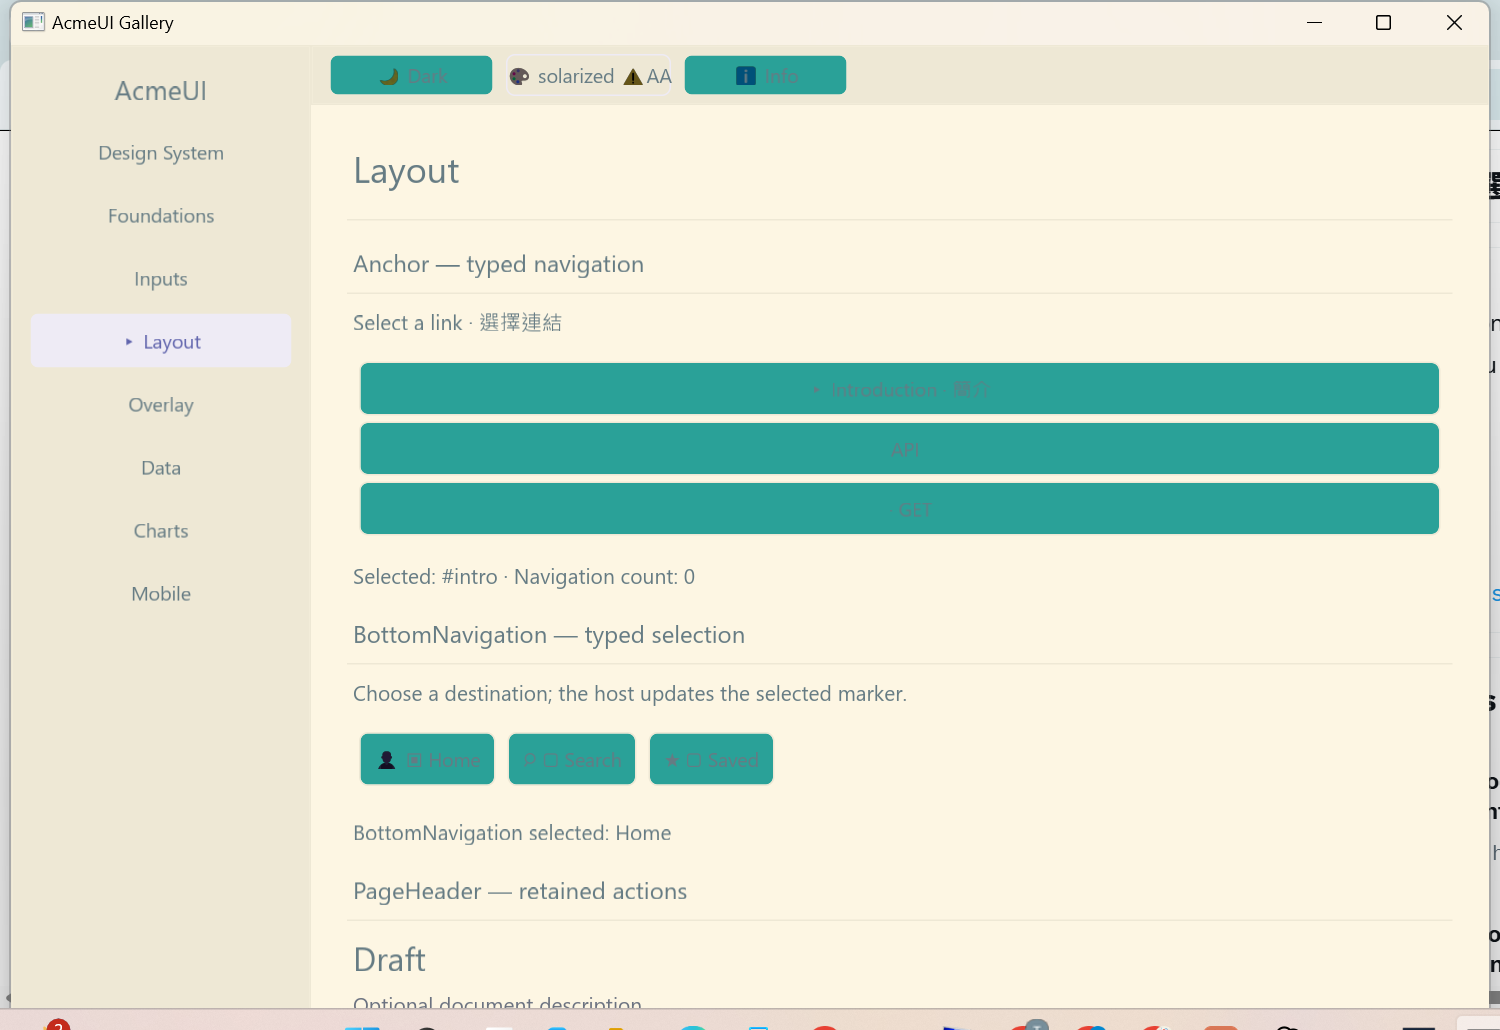 AcmeUI Gallery
AcmeUI
Design System
Foundations
Inputs
‣ Layout
Overlay
Data
Charts
Mobile
🌙 Dark
🎨 solarized ⚠ AA
ℹ Info
Layout
Anchor — typed navigation
Select a link · 選擇連結
‣ Introduction · 簡介
API
GET
Selected: #intro · Navigation count: 0
BottomNavigation — typed selection
Choose a destination; the host updates the selected marker.
👤 ▣ Home
⚐ ▢ Search
★ ▢ Saved
BottomNavigation selected: Home
PageHeader — retained actions
Draft
Optional document description
2